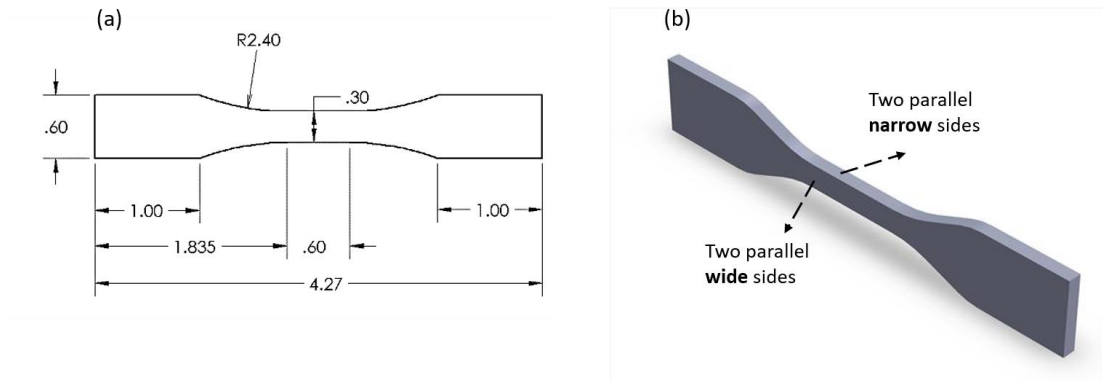 (a)
R2.40
.30
.60
1.00
1.00
1.835
.60
4.27
(b)
Two parallel
narrow sides
Two parallel
wide sides